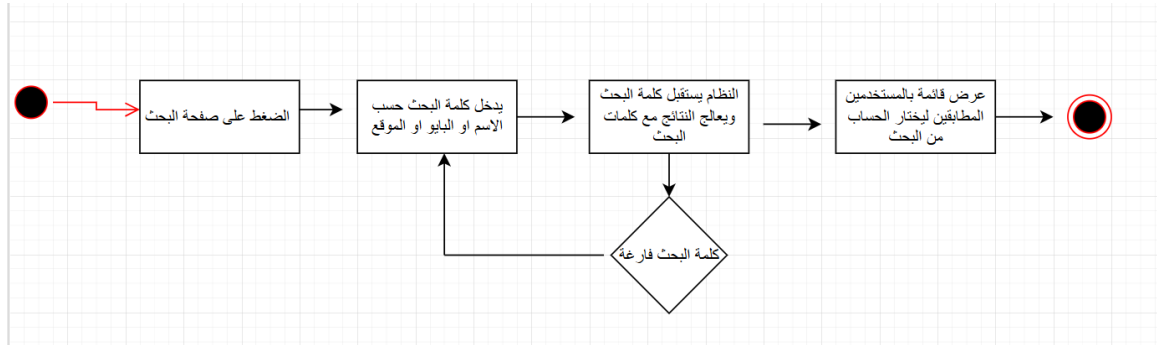 الضغط على صفحة البحث
يدخل كلمة البحث حسب
الاسم او البايو او الموقع
النظام يستقبل كلمة البحث
ويعالج النتائج مع كلمات
البحث
عرض قائمة بالمستخدمين
المطابقين ليختار الحساب
من البحث
كلمة البحث فارغة